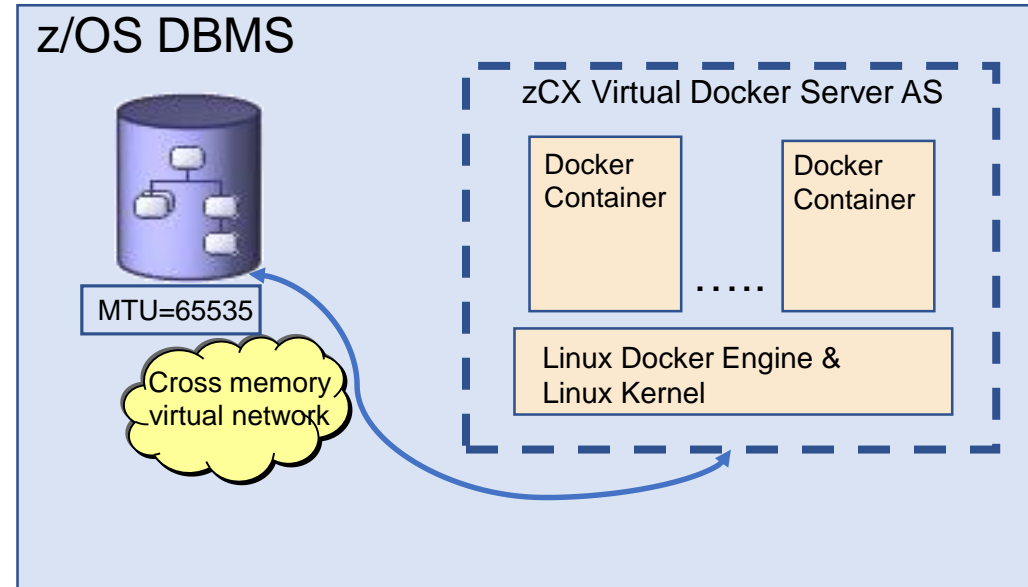 z/OS DBMS
zCX Virtual Docker Server AS
Docker
Container
Docker
Container
.....
MTU=65535
Linux Docker Engine &
Linux Kernel
Cross memory
virtual network